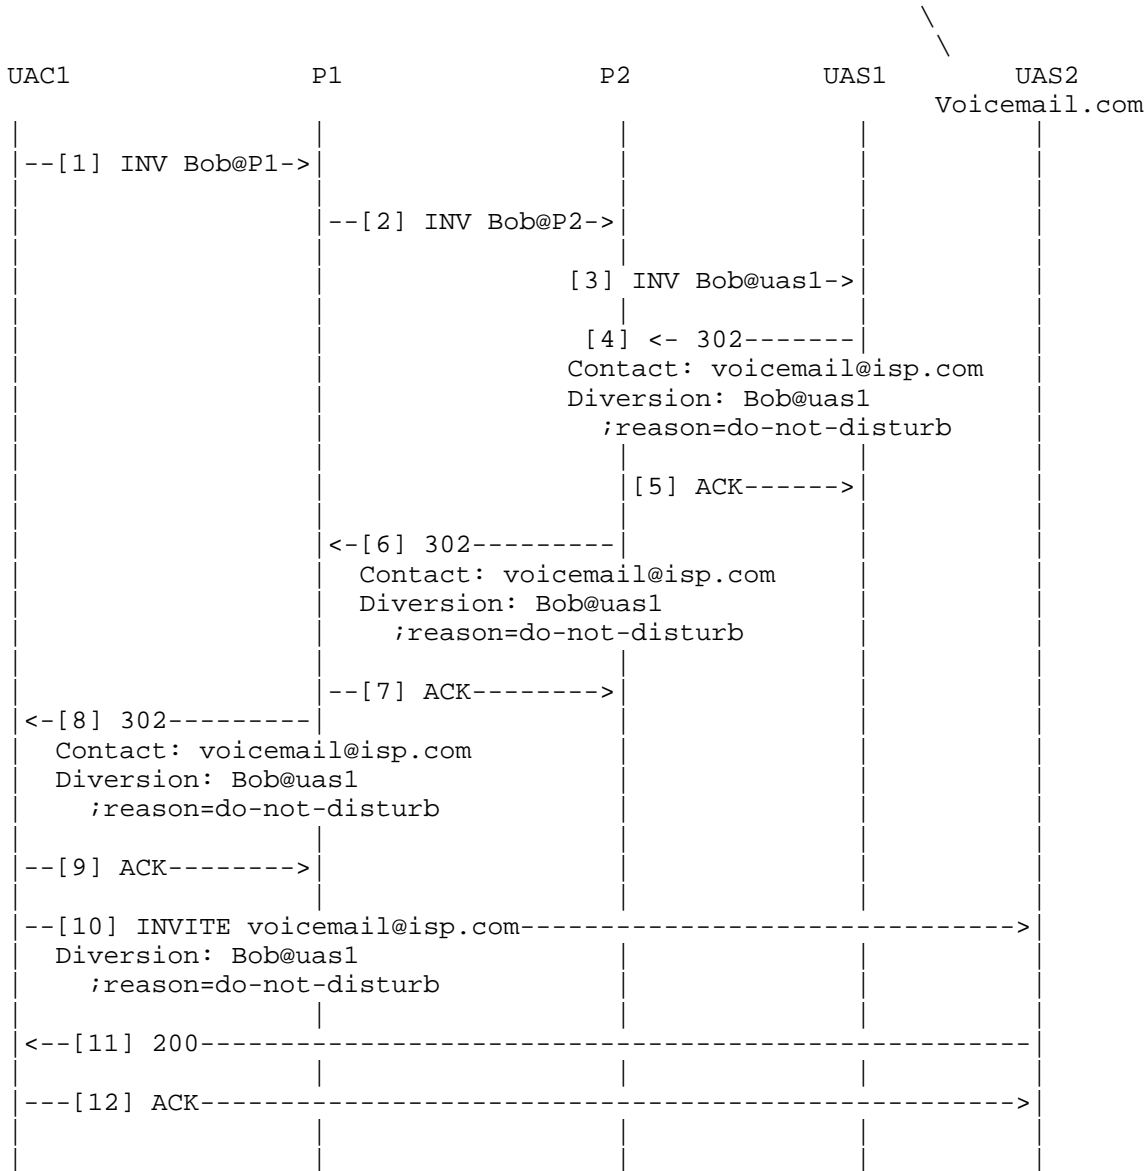 \
\
UAC1 P1 P2 UAS1 UAS2
Voicemail.com
|--[1] INV Bob@P1->|
|--[2] INV Bob@P2->|
[3] INV Bob@uas1->|
[4] <- 302-------|
Contact: voicemail@isp.com
Diversion: Bob@uas1
;reason=do-not-disturb
|[5] ACK------>|
|<-[6] 302---------|
Contact: voicemail@isp.com
Diversion: Bob@uas1
;reason=do-not-disturb
|--[7] ACK-------->|
|<-[8] 302---------|
Contact: voicemail@isp.com
Diversion: Bob@uas1
;reason=do-not-disturb
|--[9] ACK-------->|
|--[10] INVITE voicemail@isp.com------------------------------->|
Diversion: Bob@uas1
;reason=do-not-disturb
|<--[11] 200----------------------------------------------------|
|---[12] ACK--------------------------------------------------->|